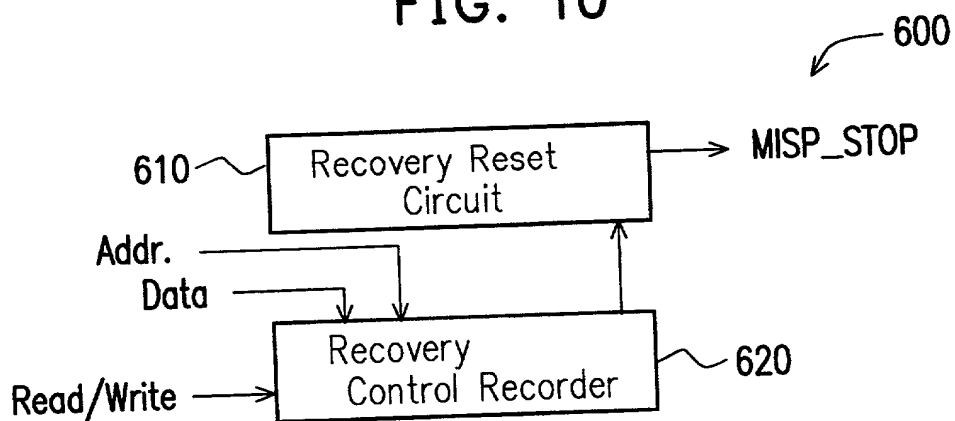 FIG. 10
600
610
Recovery Reset
Circuit
MISP_STOP
Addr.
Data
Recovery
Control Recorder
620
Read/Write